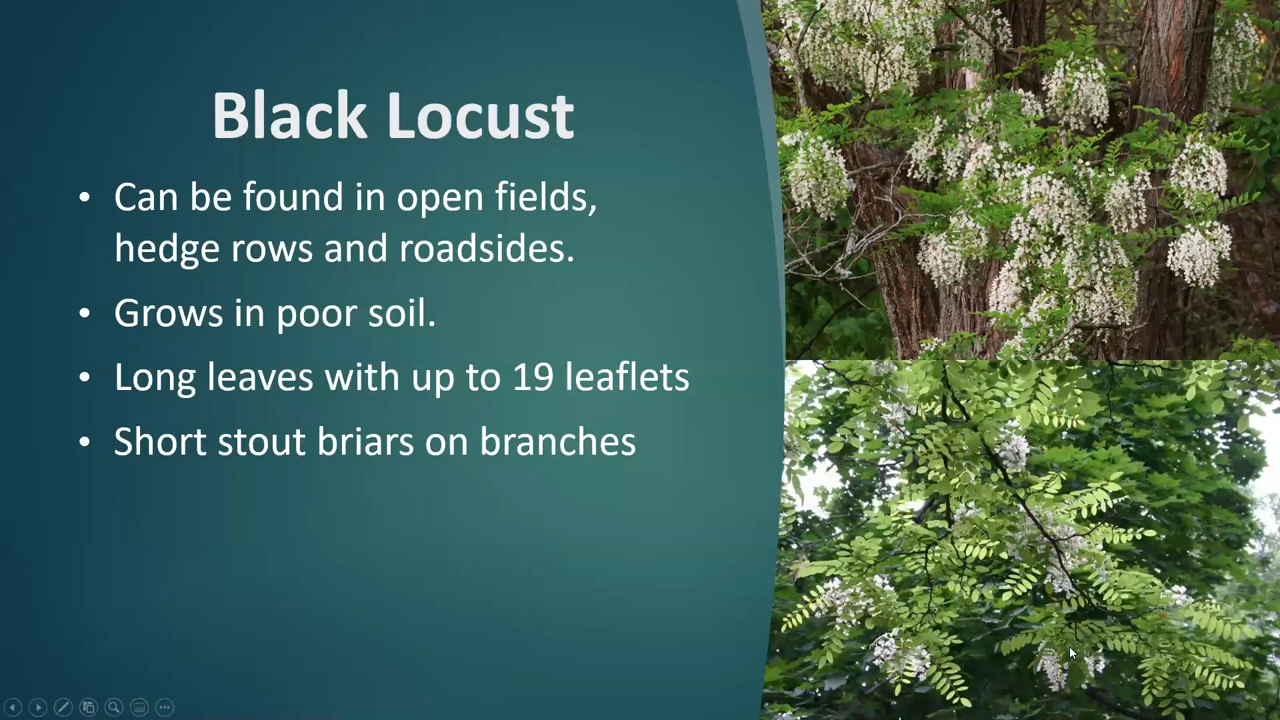 Black Locust
• Can be found in open fields,
hedge rows and roadsides.
• Grows in poor soil.
• Long leaves with up to 19 leaflets
• Short stout briars on branches